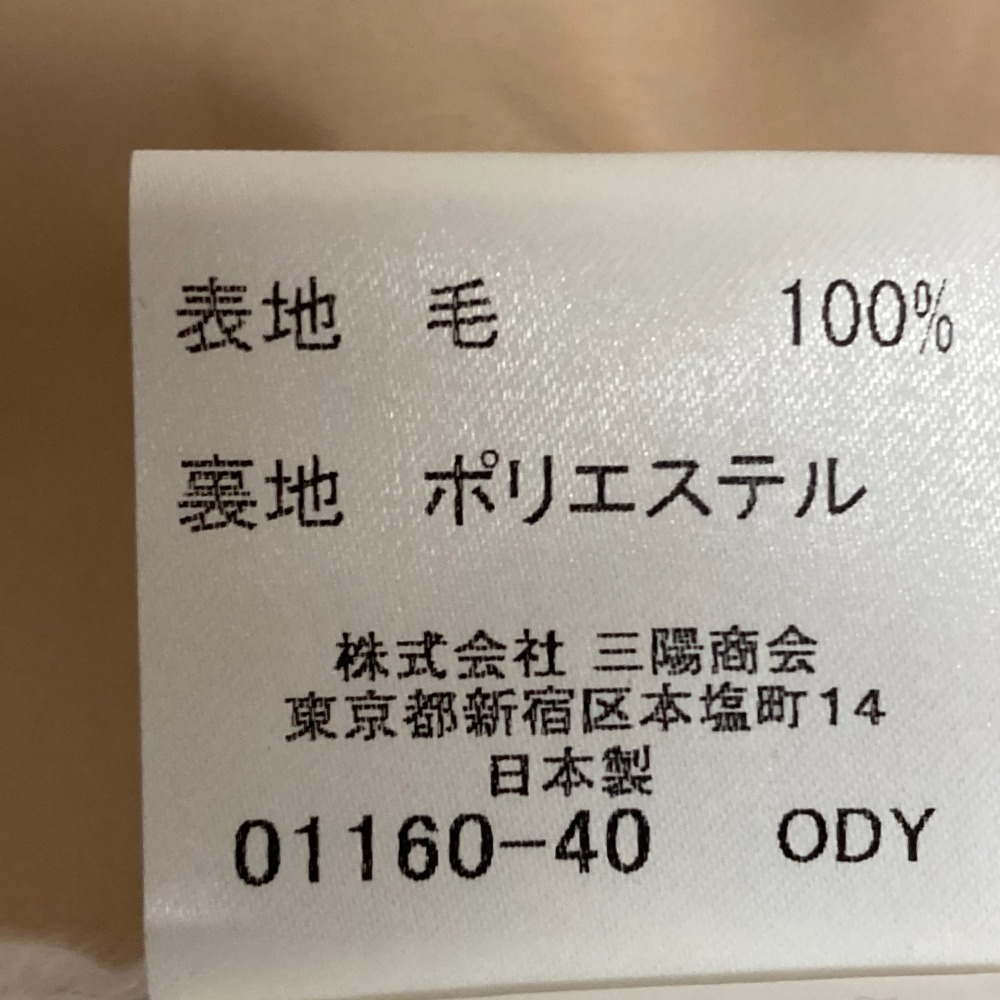 表地 毛 100%
裏地 ポリエステル
株式会社 三陽商会
東京都新宿区本塩町14
日本製
01160-40 ODY